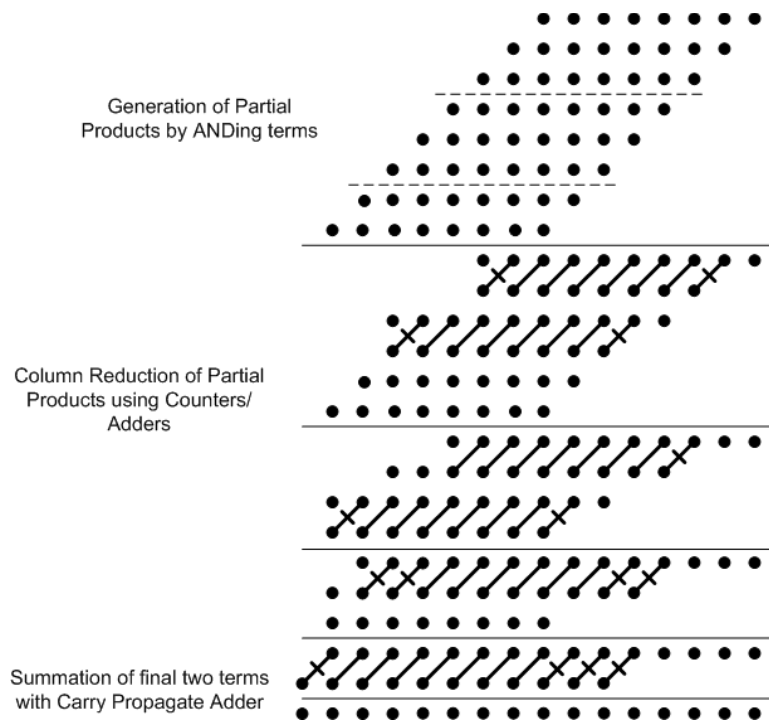 Generation of Partial
Products by ANDing terms
Column Reduction of Partial
Products using Counters/
Adders
Summation of final two terms
with Carry Propagate Adder